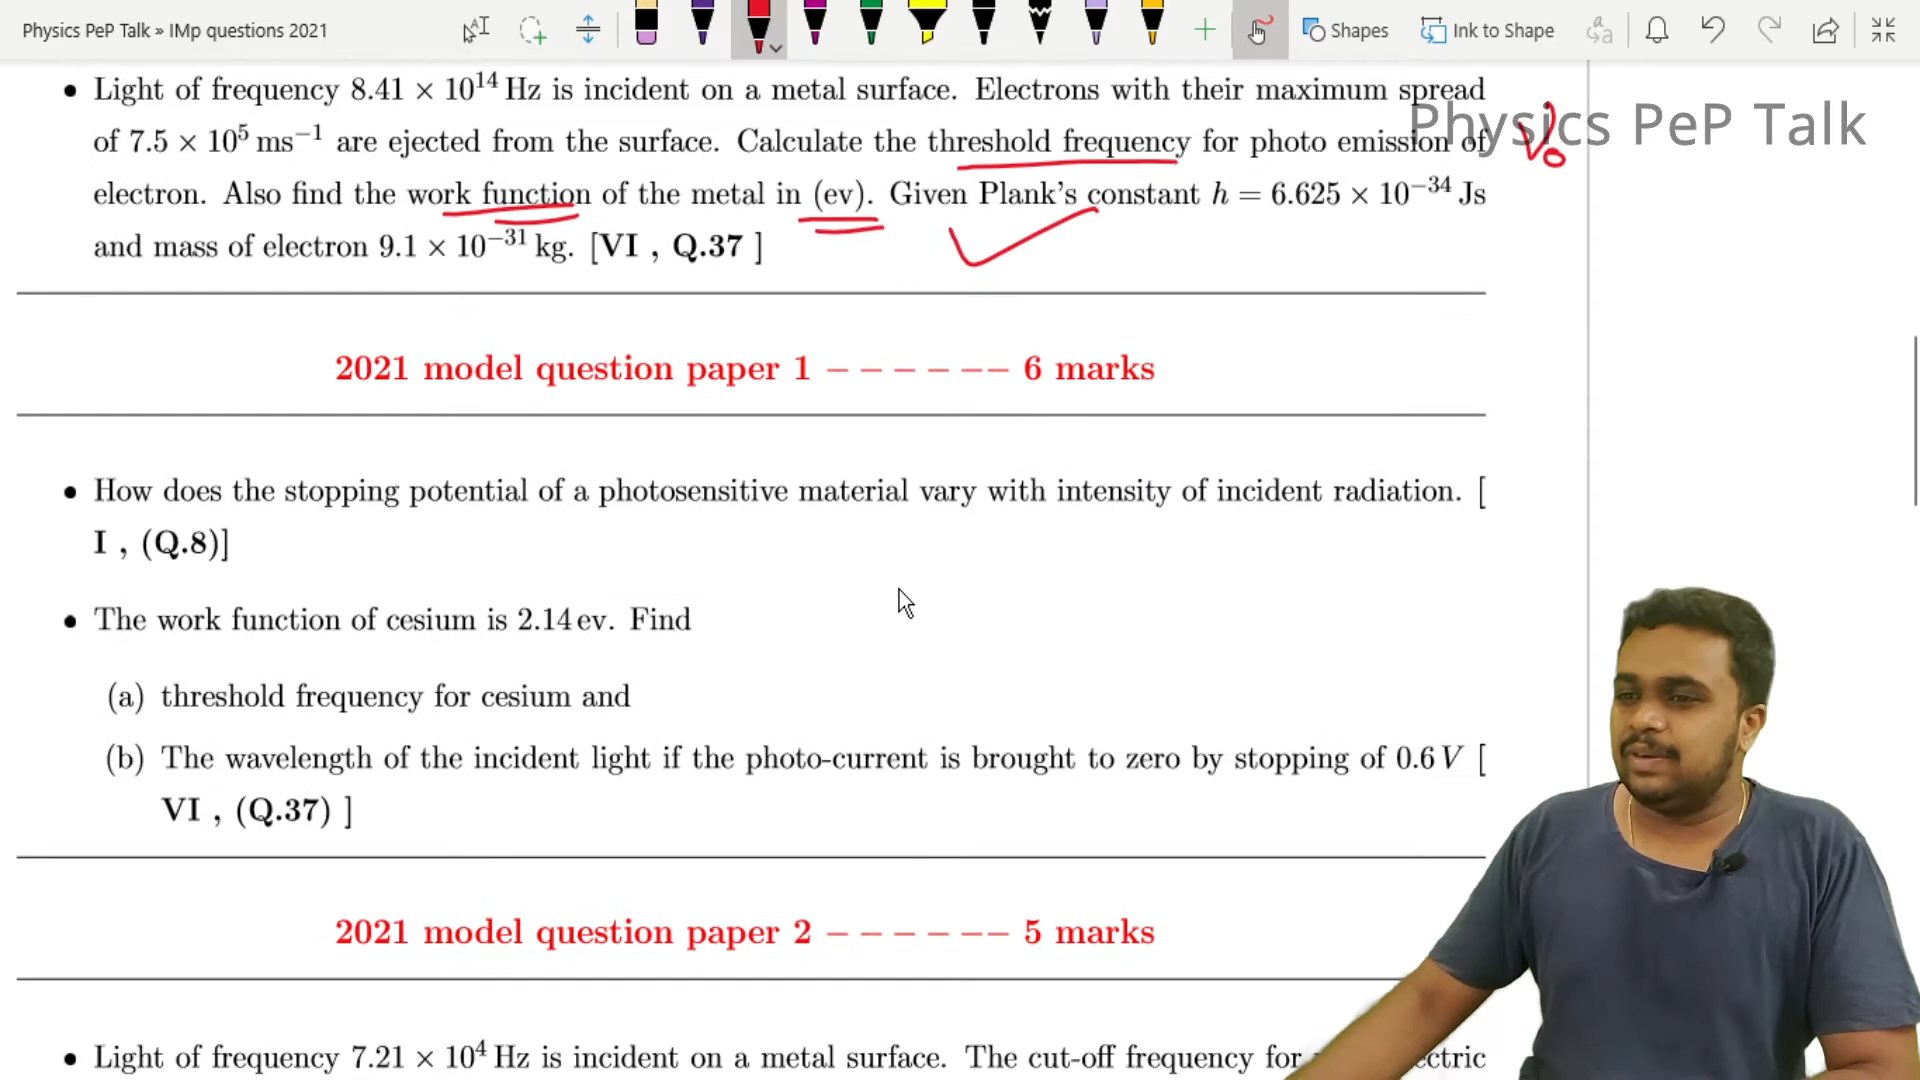 Physics PeP Talk » IMp questions 2021
Shapes
Ink to Shape
• Light of frequency 8.41 × 10¹⁴ Hz is incident on a metal surface. Electrons with their maximum spread
of 7.5 × 10⁵ ms⁻¹ are ejected from the surface. Calculate the threshold frequency for photo emission of
ν₀
Physics PeP Talk
electron. Also find the work function of the metal in (ev). Given Plank's constant h = 6.625 × 10⁻³⁴ Js
and mass of electron 9.1 × 10⁻³¹ kg. [VI , Q.37 ]
2021 model question paper 1 − − − − − − 6 marks
• How does the stopping potential of a photosensitive material vary with intensity of incident radiation. [
I , (Q.8)]
• The work function of cesium is 2.14 ev. Find
(a) threshold frequency for cesium and
(b) The wavelength of the incident light if the photo-current is brought to zero by stopping of 0.6 V [
VI , (Q.37) ]
2021 model question paper 2 − − − − − − 5 marks
• Light of frequency 7.21 × 10⁴ Hz is incident on a metal surface. The cut-off frequency for